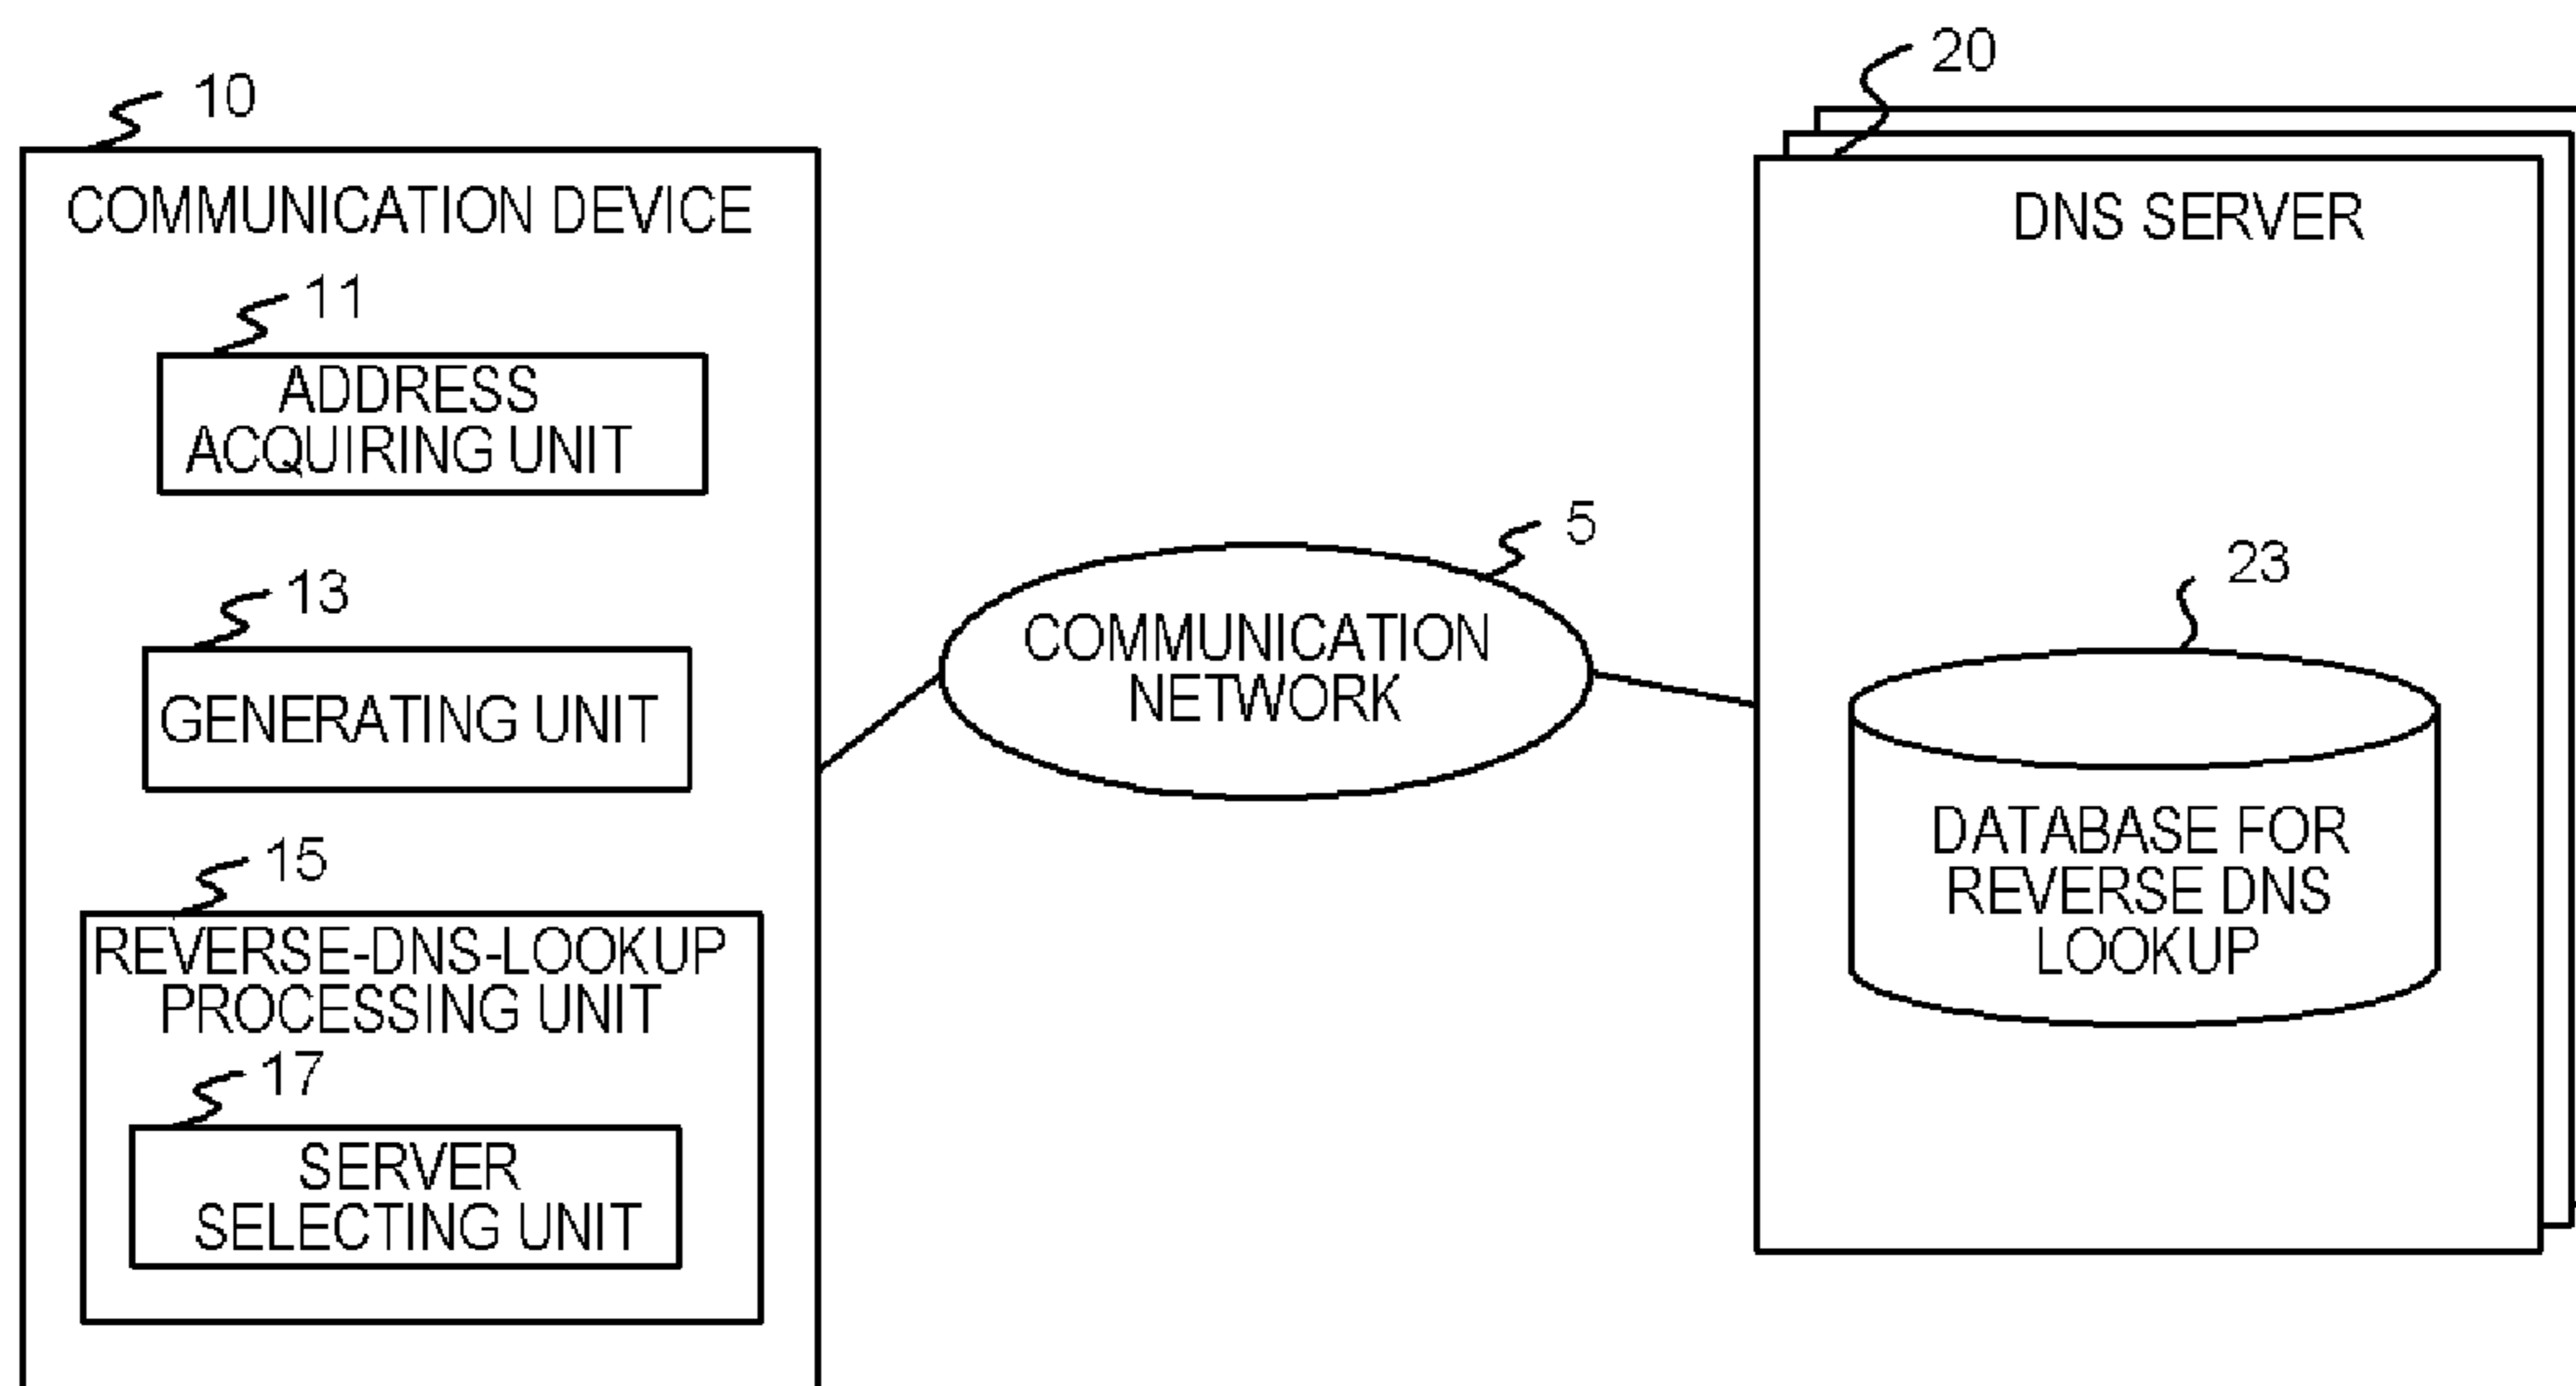 10
COMMUNICATION DEVICE
11
ADDRESS
ACQUIRING UNIT
13
GENERATING UNIT
15
REVERSE-DNS-LOOKUP
PROCESSING UNIT
17
SERVER
SELECTING UNIT
5
COMMUNICATION
NETWORK
20
DNS SERVER
23
DATABASE FOR
REVERSE DNS
LOOKUP